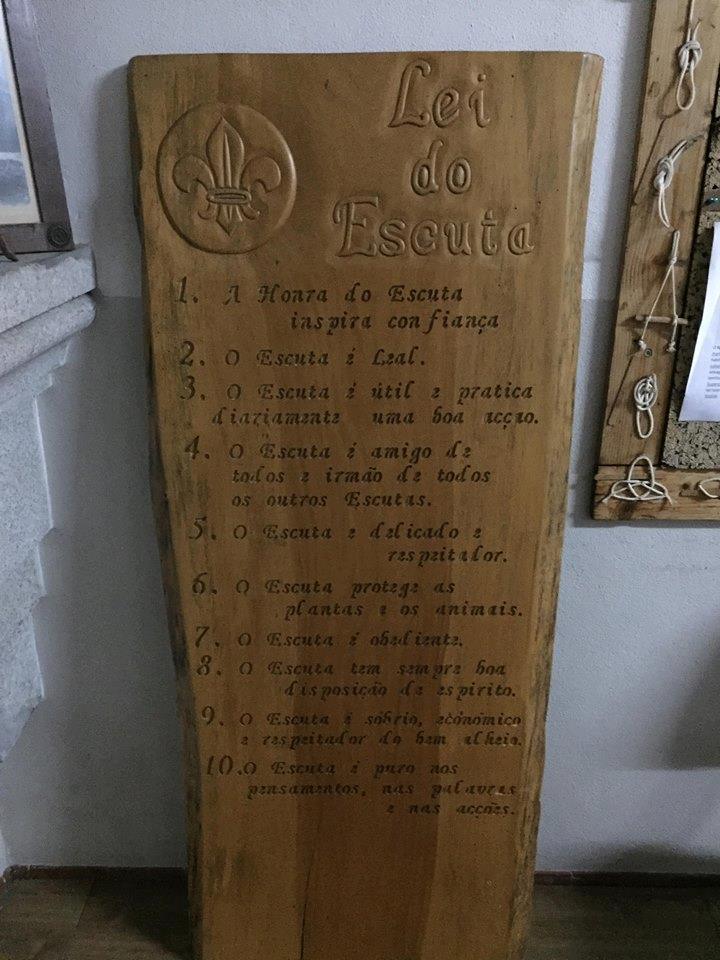 Lei
do
Escuta
1. A Honra do Escuta
inspira confiança
2. O Escuta é Leal.
3. O Escuta é útil e pratica
diariamente uma boa acção.
4. O Escuta é amigo de
todos e irmão de todos
os outros Escutas.
5. O Escuta e delicado e
respeitador.
6. O Escuta protege as
plantas e os animais.
7. O Escuta é obediente.
8. O Escuta tem sempre boa
disposição de espirito.
9. O Escuta é sóbrio, económico
e respeitador do bem alheio.
10. O Escuta é puro nos
pensamentos, nas palavras
e nas acções.